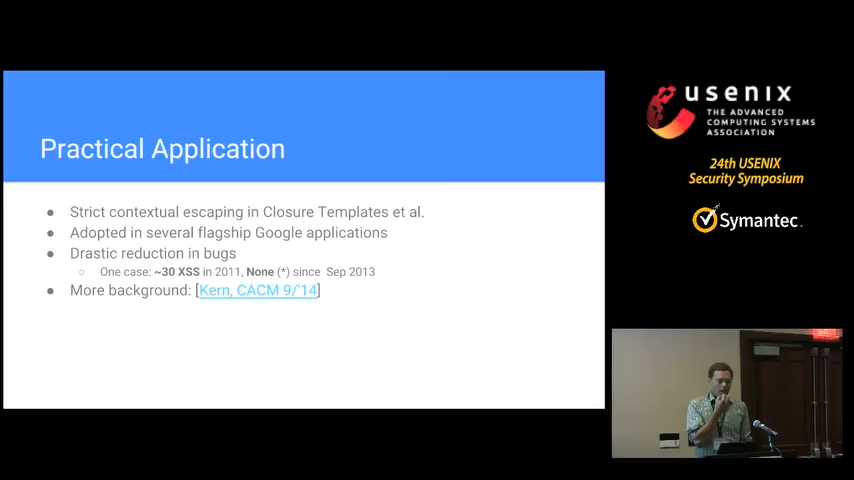 Practical Application
● Strict contextual escaping in Closure Templates et al.
● Adopted in several flagship Google applications
● Drastic reduction in bugs
○ One case: ~30 XSS in 2011, None (*) since Sep 2013
● More background: [Kern, CACM 9/'14]
usenix
THE ADVANCED
COMPUTING SYSTEMS
ASSOCIATION
24th USENIX
Security Symposium
Symantec.